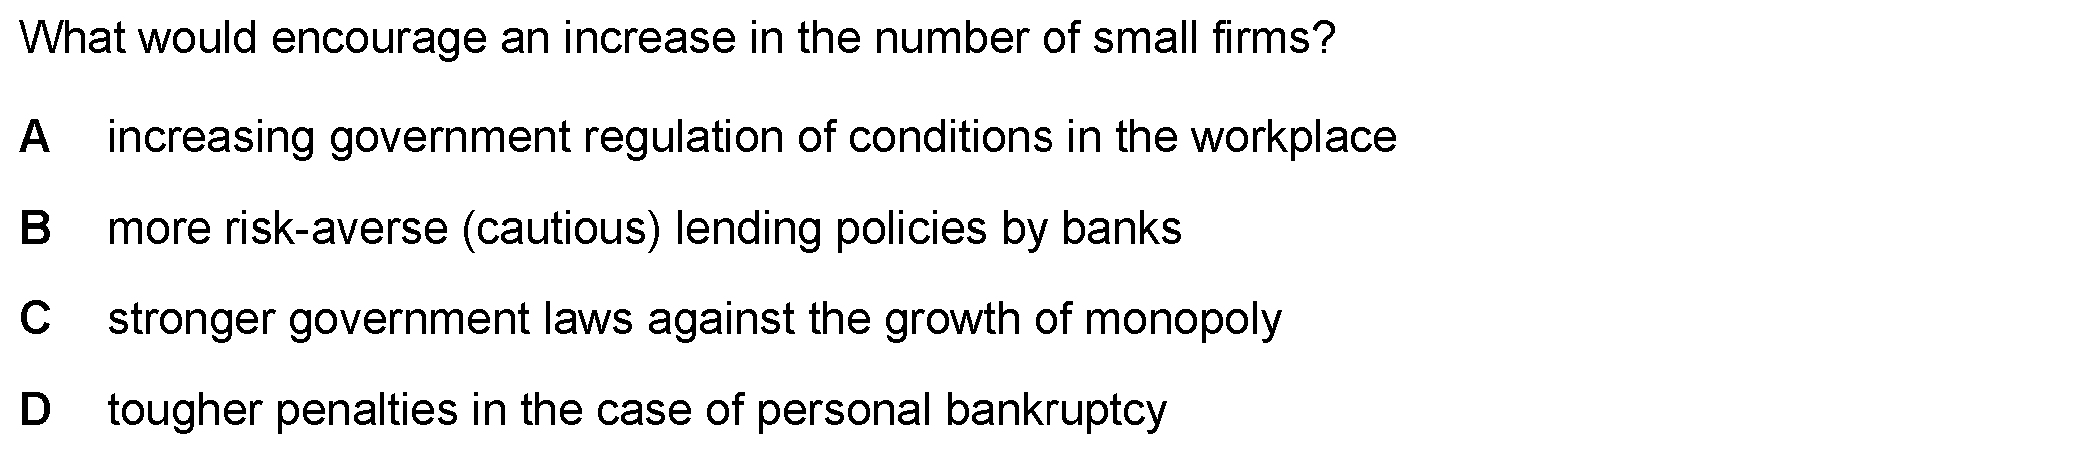 What would encourage an increase in the number of small firms?
A increasing government regulation of conditions in the workplace
B more risk-averse (cautious) lending policies by banks
C stronger government laws against the growth of monopoly
D tougher penalties in the case of personal bankruptcy